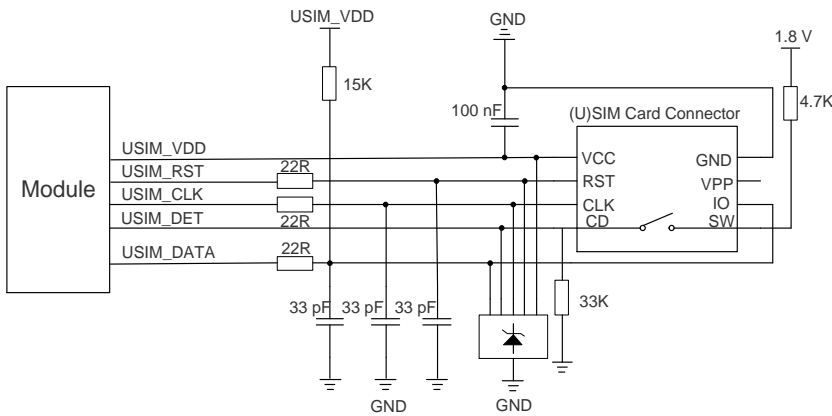 USIM_VDD
GND
1.8 V
15K
4.7K
100 nF
(U)SIM Card Connector
Module
USIM_VDD
USIM_RST
USIM_CLK
USIM_DET
USIM_DATA
22R
22R
22R
VCC
RST
CLK
CD
GND
VPP
IO
SW
33 pF
33 pF
33 pF
33K
GND
GND